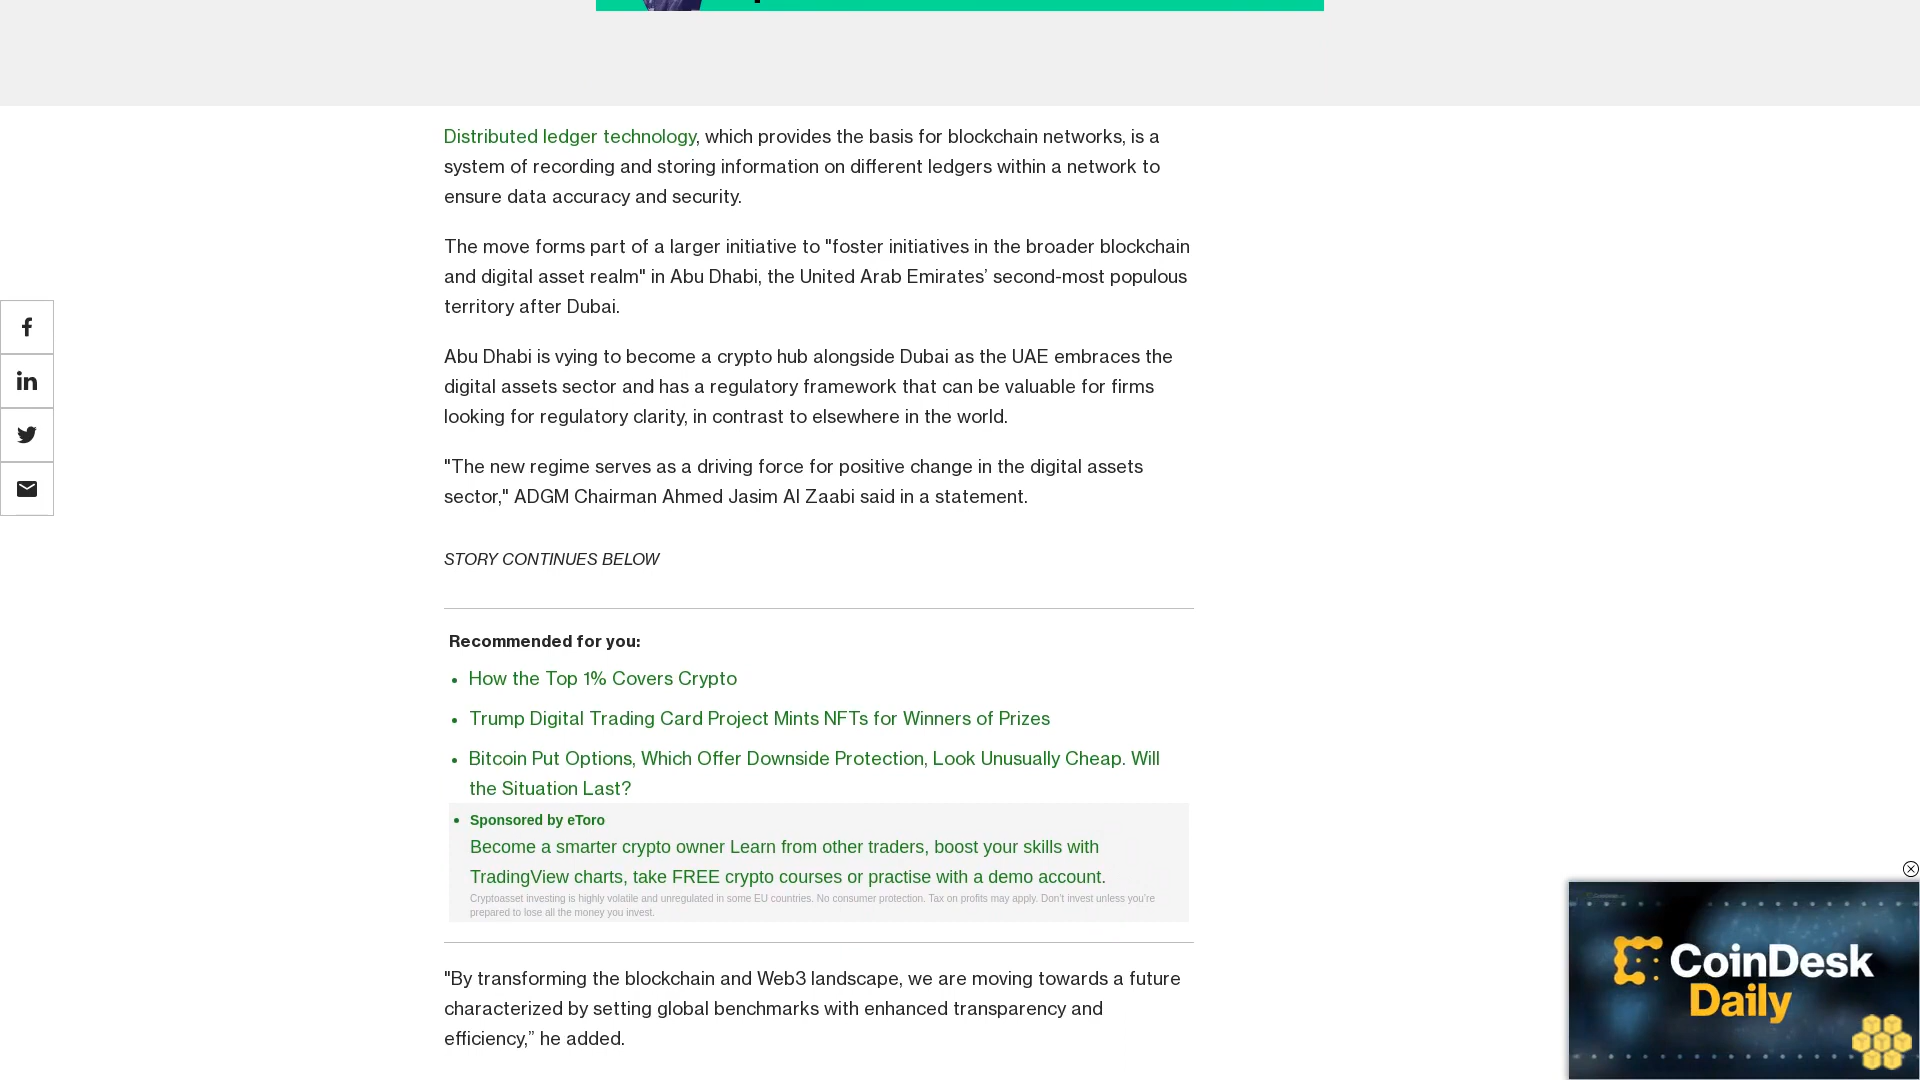 Distributed ledger technology, which provides the basis for blockchain networks, is a
system of recording and storing information on different ledgers within a network to
ensure data accuracy and security.
The move forms part of a larger initiative to "foster initiatives in the broader blockchain
and digital asset realm" in Abu Dhabi, the United Arab Emirates’ second-most populous
territory after Dubai.
Abu Dhabi is vying to become a crypto hub alongside Dubai as the UAE embraces the
digital assets sector and has a regulatory framework that can be valuable for firms
looking for regulatory clarity, in contrast to elsewhere in the world.
"The new regime serves as a driving force for positive change in the digital assets
sector," ADGM Chairman Ahmed Jasim Al Zaabi said in a statement.
STORY CONTINUES BELOW
Recommended for you:
• How the Top 1% Covers Crypto
• Trump Digital Trading Card Project Mints NFTs for Winners of Prizes
• Bitcoin Put Options, Which Offer Downside Protection, Look Unusually Cheap. Will
the Situation Last?
• Sponsored by eToro
Become a smarter crypto owner Learn from other traders, boost your skills with
TradingView charts, take FREE crypto courses or practise with a demo account.
Cryptoasset investing is highly volatile and unregulated in some EU countries. No consumer protection. Tax on profits may apply. Don’t invest unless you’re
prepared to lose all the money you invest.
"By transforming the blockchain and Web3 landscape, we are moving towards a future
characterized by setting global benchmarks with enhanced transparency and
efficiency,” he added.
CoinDesk
Daily